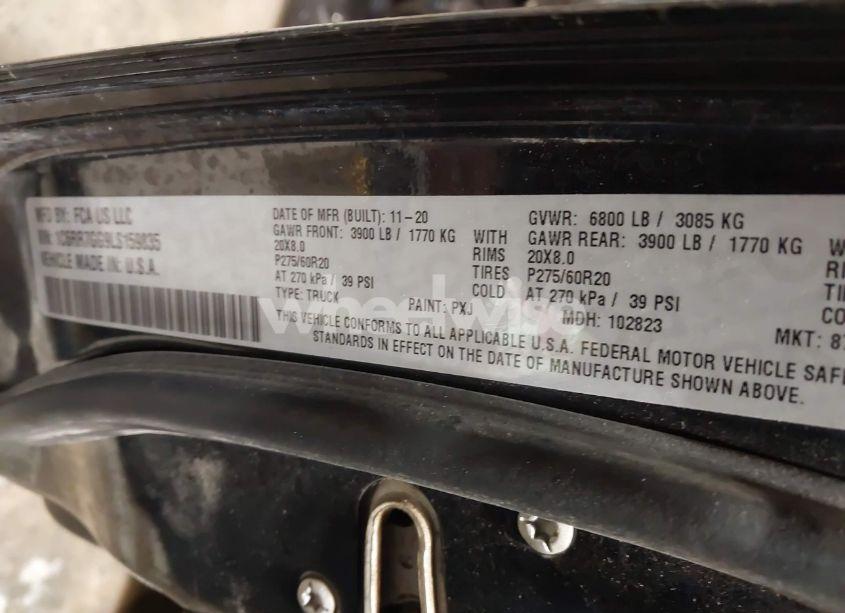 MFD BY: FCA US LLC
VIN: 1C6RR7GG9LS159835
VEHICLE MADE IN: U.S.A.
DATE OF MFR (BUILT): 11-20
GAWR FRONT: 3900 LB / 1770 KG WITH
20X8.0 RIMS
P275/60R20 TIRES
AT 270 kPa / 39 PSI COLD
TYPE: TRUCK
PAINT: PXJ
GVWR: 6800 LB / 3085 KG
GAWR REAR: 3900 LB / 1770 KG
20X8.0
P275/60R20
AT 270 kPa / 39 PSI
MDH: 102823
MKT: 87
THIS VEHICLE CONFORMS TO ALL APPLICABLE U.S.A. FEDERAL MOTOR VEHICLE SAFE
STANDARDS IN EFFECT ON THE DATE OF MANUFACTURE SHOWN ABOVE.